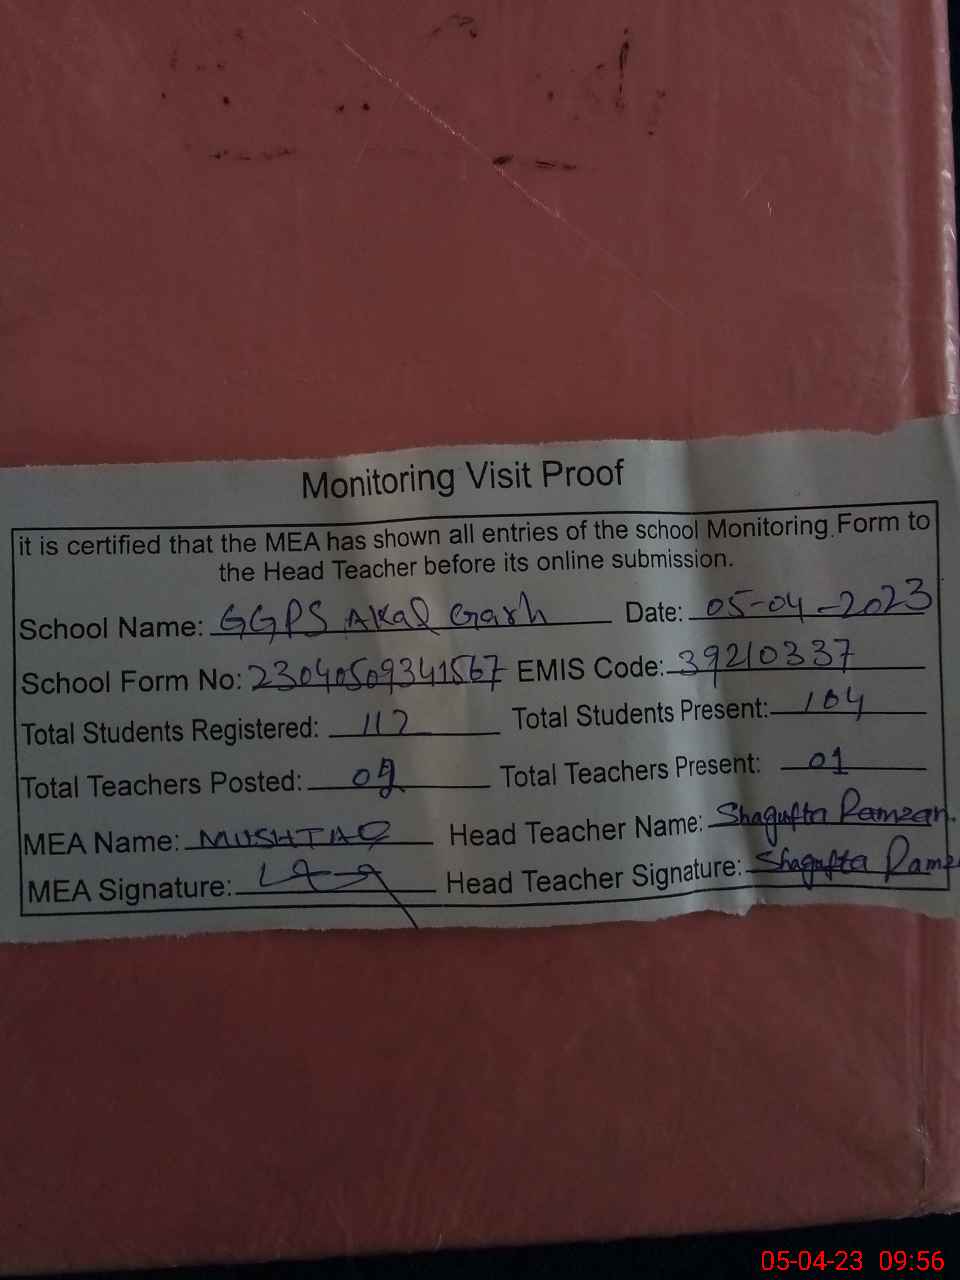 Monitoring Visit Proof
it is certified that the MEA has shown all entries of the school Monitoring Form to
the Head Teacher before its online submission.
School Name: GGPS AKal Garh Date: 05-04-2023
School Form No: 23040509341567 EMIS Code: 39210337
Total Students Registered: 112 Total Students Present: 104
Total Teachers Posted: Total Teachers Present: 01
MEA Name: MUSHTAQ Head Teacher Name: Shagufta Ramzan.
MEA Signature: Head Teacher Signature: Shagufta Ramz
05-04-23 09:56